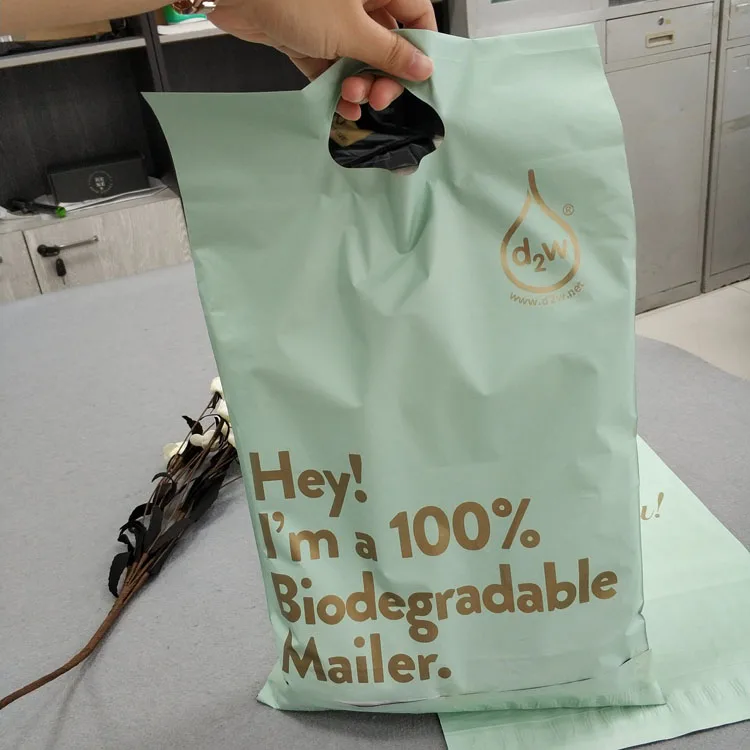 d2w®
www.d2w.net
Hey!
I'm a 100%
Biodegradable
Mailer.